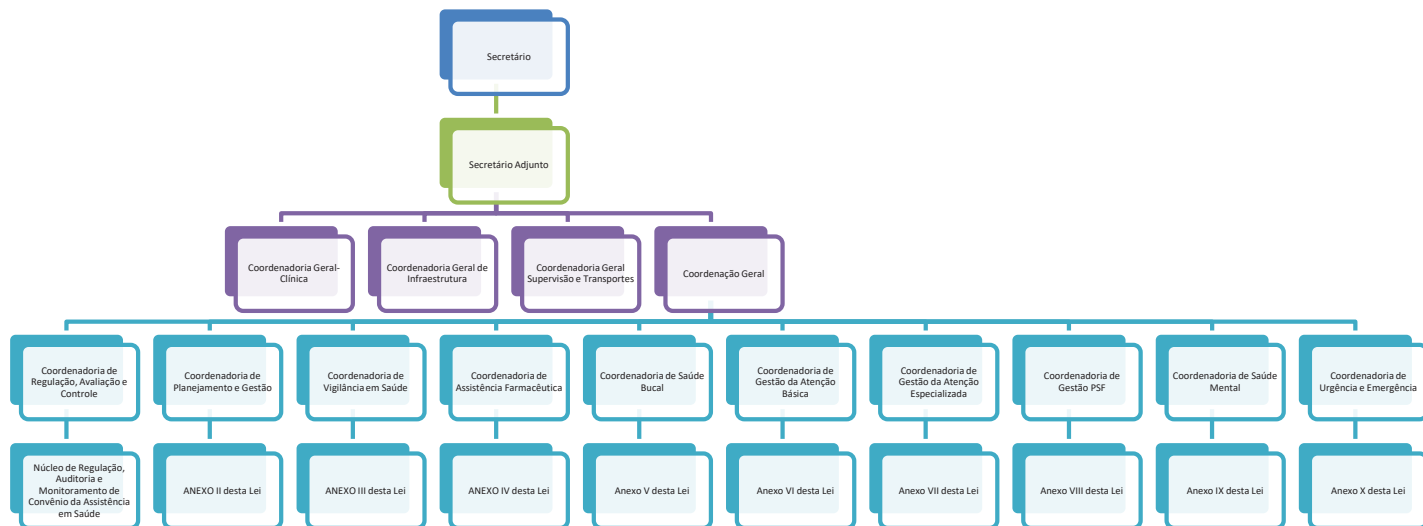 Secretário
Secretário Adjunto
Coordenadoria Geral-
Clínica
Coordenadoria Geral de
Infraestrutura
Coordenadoria Geral
Supervisão e Transportes
Coordenação Geral
Coordenadoria de
Regulação, Avaliação e
Controle
Coordenadoria de
Planejamento e Gestão
Coordenadoria de
Vigilância em Saúde
Coordenadoria de
Assistência Farmacêutica
Coordenadoria de Saúde
Bucal
Coordenadoria de
Gestão da Atenção
Básica
Coordenadoria de
Gestão da Atenção
Especializada
Coordenadoria de
Gestão PSF
Coordenadoria de Saúde
Mental
Coordenadoria de
Urgência e Emergência
Núcleo de Regulação,
Auditoria e
Monitoramento de
Convênio da Assistência
em Saúde
ANEXO II desta Lei
ANEXO III desta Lei
ANEXO IV desta Lei
Anexo V desta Lei
Anexo VI desta Lei
Anexo VII desta Lei
Anexo VIII desta Lei
Anexo IX desta Lei
Anexo X desta Lei